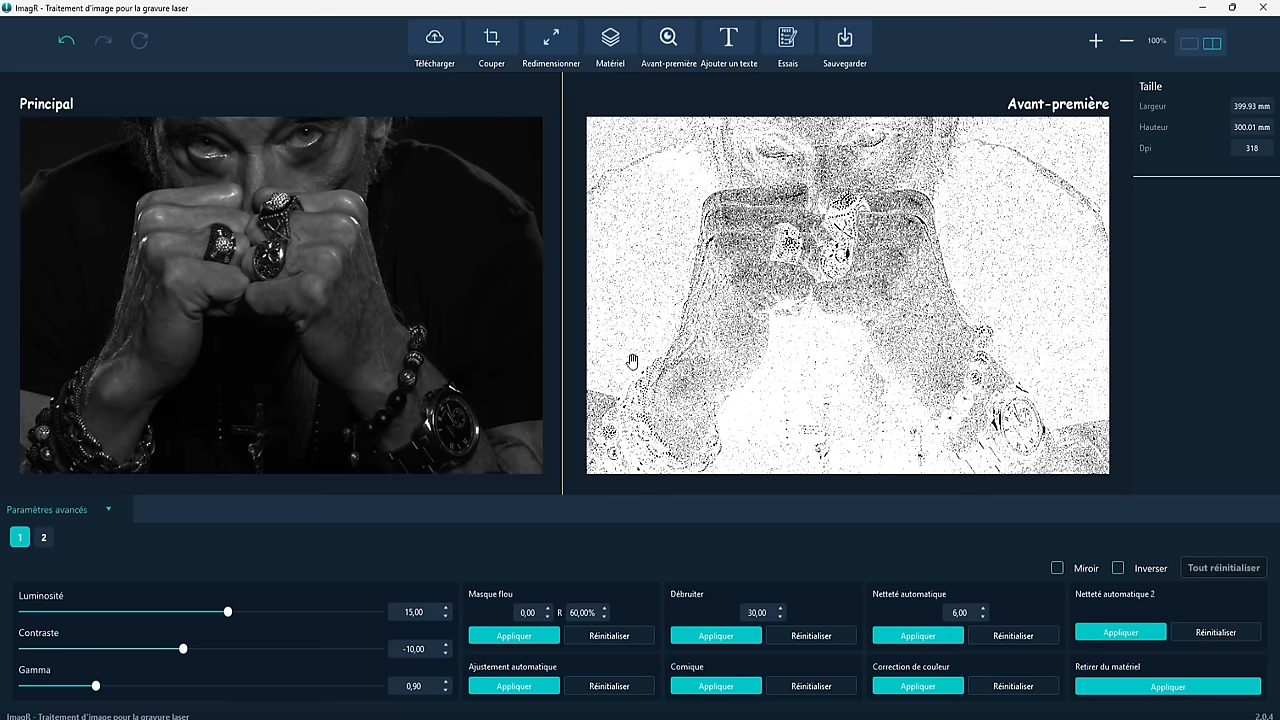 ImagR - Traitement d'image pour la gravure laser
Télécharger
Couper
Redimensionner
Matériel
Avant-première
Ajouter un texte
Essais
Sauvegarder
100%
Principal
Avant-première
Taille
Largeur 399.93 mm
Hauteur 300.01 mm
Dpi 318
Paramètres avancés
1 2
Miroir Inverser Tout réinitialiser
Luminosité 15,00
Contraste -10,00
Gamma 0,90
Masque flou
0,00 R 60,00%
Appliquer Réinitialiser
Débruiter
30,00
Appliquer Réinitialiser
Netteté automatique
6,00
Appliquer Réinitialiser
Netteté automatique 2
Appliquer Réinitialiser
Ajustement automatique
Appliquer Réinitialiser
Comique
Appliquer Réinitialiser
Correction de couleur
Appliquer Réinitialiser
Retirer du matériel
Appliquer
ImagR - Traitement d'image pour la gravure laser
2.0.4